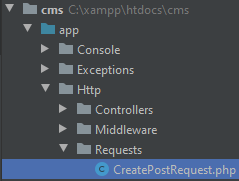 cms C:\xampp\htdocs\cms
app
Console
Exceptions
Http
Controllers
Middleware
Requests
CreatePostRequest.php